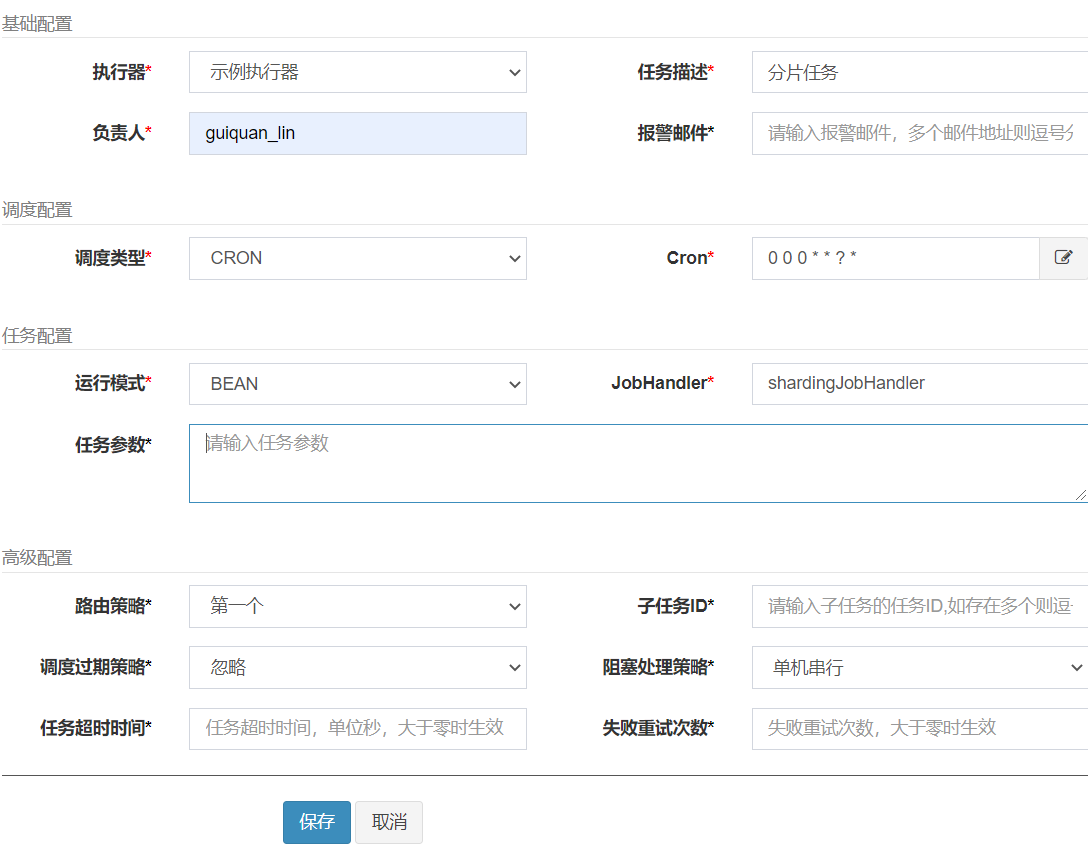 基础配置
执行器* 示例执行器 任务描述* 分片任务
负责人* guiquan_lin 报警邮件* 请输入报警邮件，多个邮件地址则逗号分
调度配置
调度类型* CRON Cron* 0 0 0 * * ? *
任务配置
运行模式* BEAN JobHandler* shardingJobHandler
任务参数* 请输入任务参数
高级配置
路由策略* 第一个 子任务ID* 请输入子任务的任务ID,如存在多个则逗
调度过期策略* 忽略 阻塞处理策略* 单机串行
任务超时时间* 任务超时时间，单位秒，大于零时生效 失败重试次数* 失败重试次数，大于零时生效
保存 取消